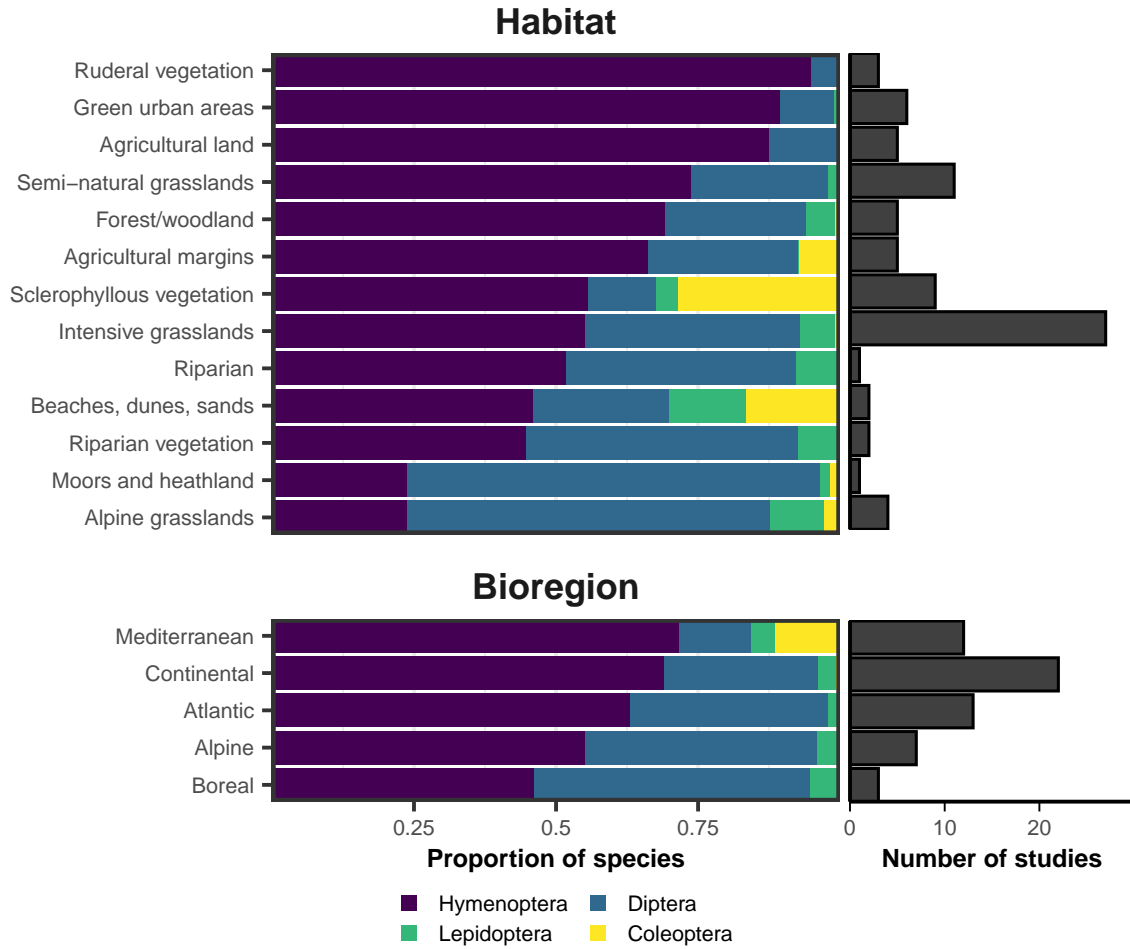 Habitat
Ruderal vegetation
Green urban areas
Agricultural land
Semi−natural grasslands
Forest/woodland
Agricultural margins
Sclerophyllous vegetation
Intensive grasslands
Riparian
Beaches, dunes, sands
Riparian vegetation
Moors and heathland
Alpine grasslands
Bioregion
Mediterranean
Continental
Atlantic
Alpine
Boreal
0.25 0.5 0.75 0 10 20
Proportion of species Number of studies
Hymenoptera Diptera
Lepidoptera Coleoptera